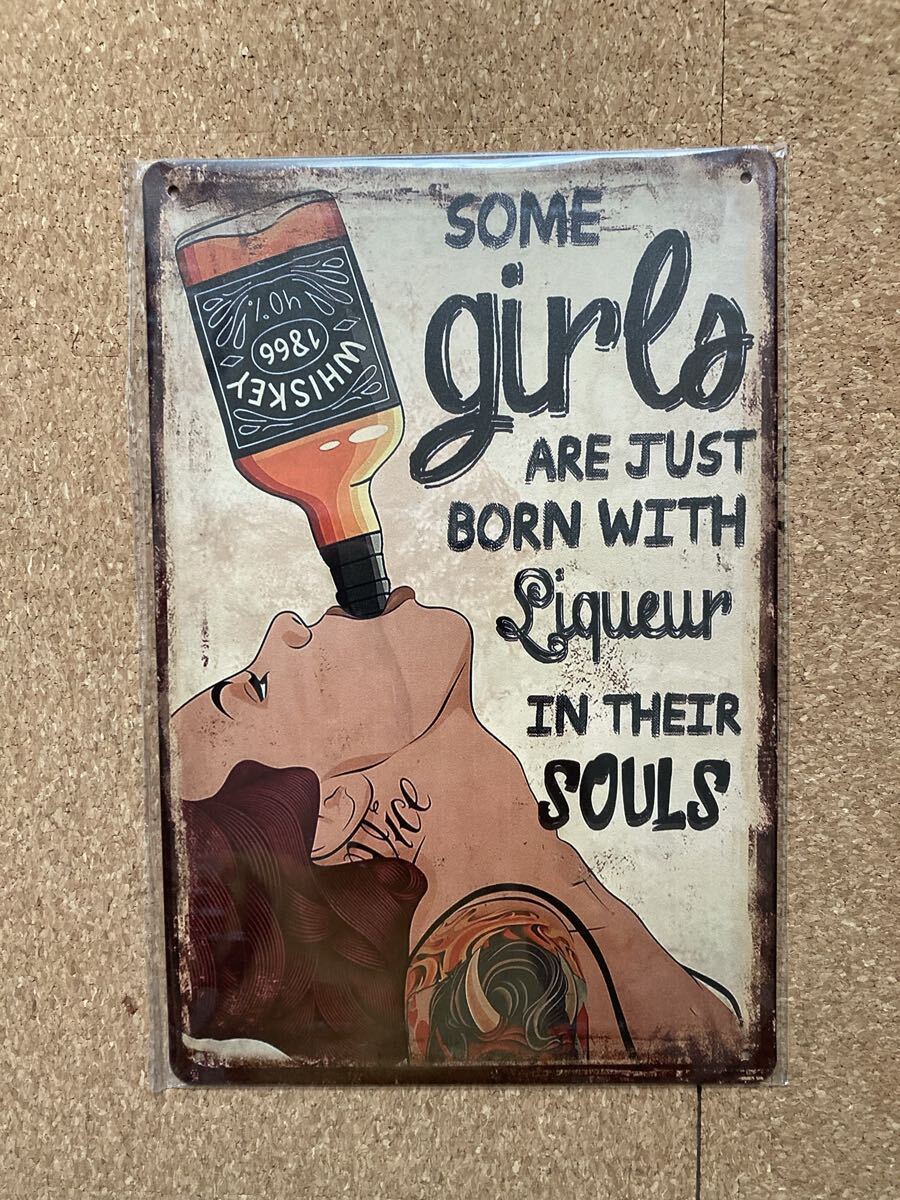 SOME
girls
ARE JUST
BORN WITH
Liqueur
IN THEIR
SOULS
40%
1866
WHISKEY